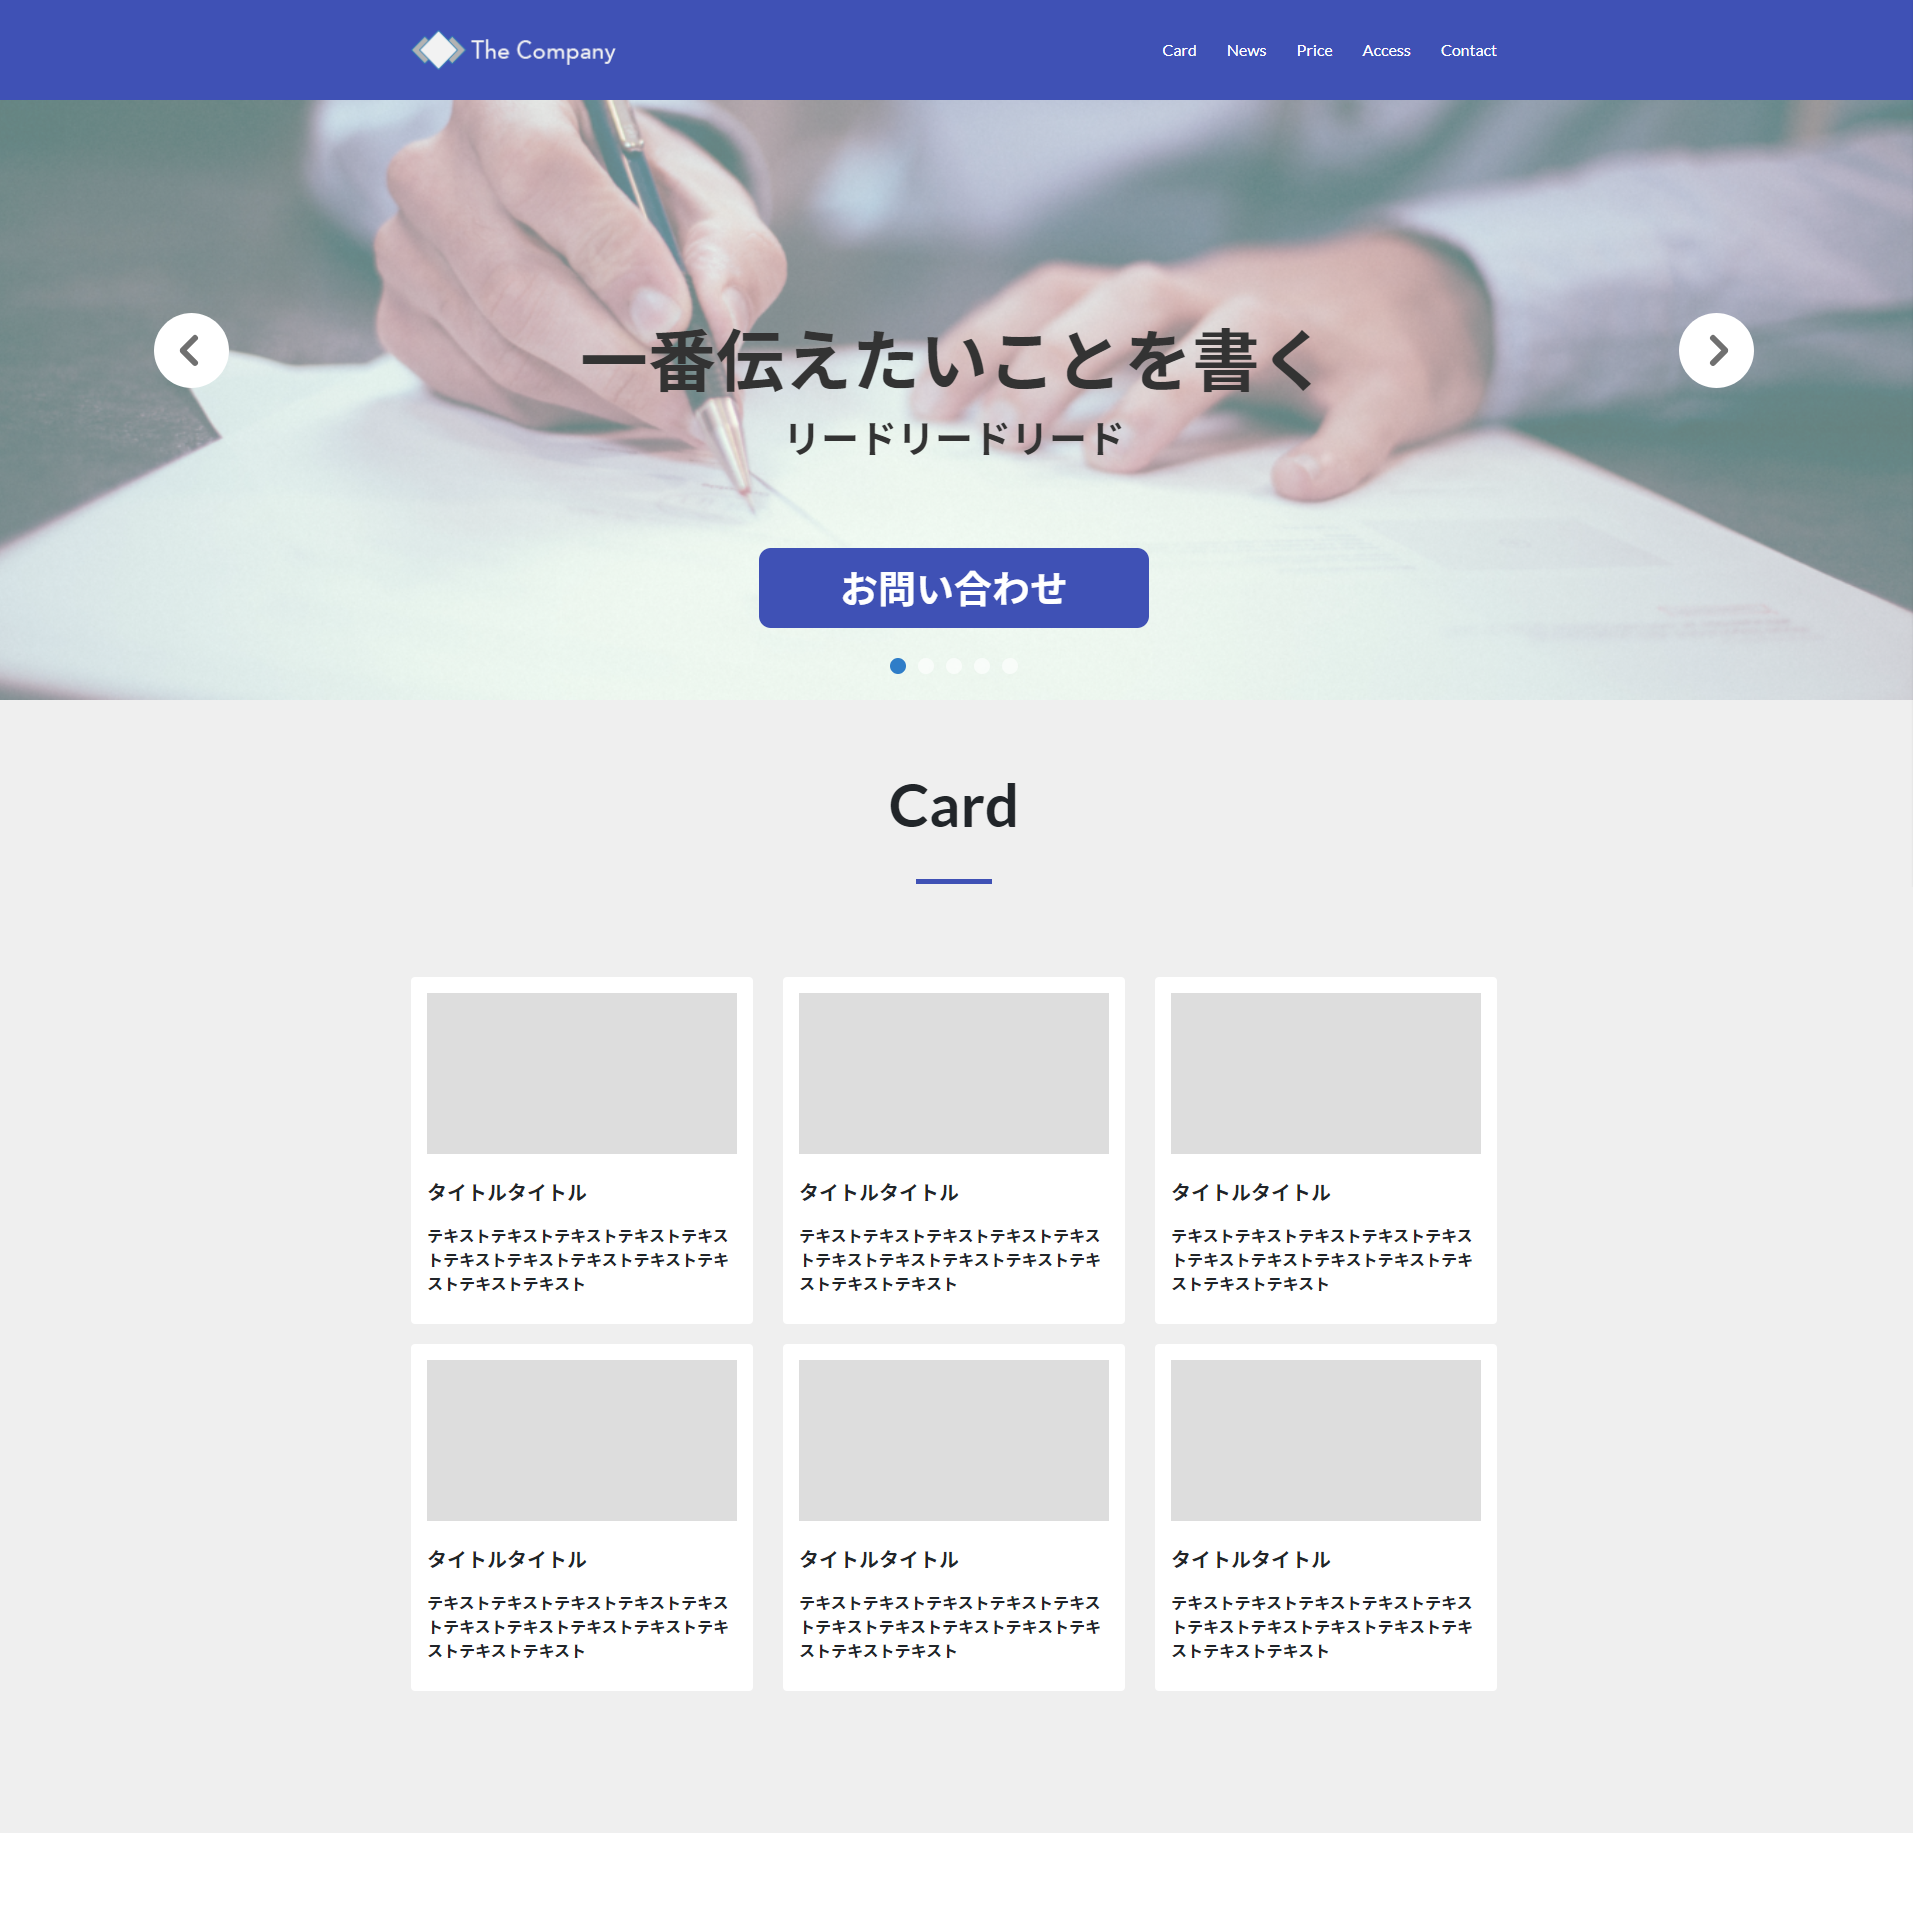 The Company
Card News Price Access Contact
一番伝えたいことを書く
リードリードリード
お問い合わせ
Card
タイトルタイトル
テキストテキストテキストテキストテキス
トテキストテキストテキストテキストテキ
ストテキストテキスト
タイトルタイトル
テキストテキストテキストテキストテキス
トテキストテキストテキストテキストテキ
ストテキストテキスト
タイトルタイトル
テキストテキストテキストテキストテキス
トテキストテキストテキストテキストテキ
ストテキストテキスト
タイトルタイトル
テキストテキストテキストテキストテキス
トテキストテキストテキストテキストテキ
ストテキストテキスト
タイトルタイトル
テキストテキストテキストテキストテキス
トテキストテキストテキストテキストテキ
ストテキストテキスト
タイトルタイトル
テキストテキストテキストテキストテキス
トテキストテキストテキストテキストテキ
ストテキストテキスト